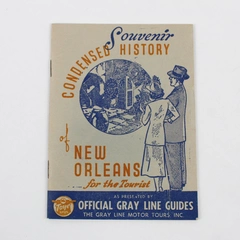 Souvenir
CONDENSED HISTORY
of
NEW
ORLEANS
for the Tourist
AS PRESENTED BY
OFFICIAL GRAY LINE GUIDES
THE GRAY LINE MOTOR TOURS INC.